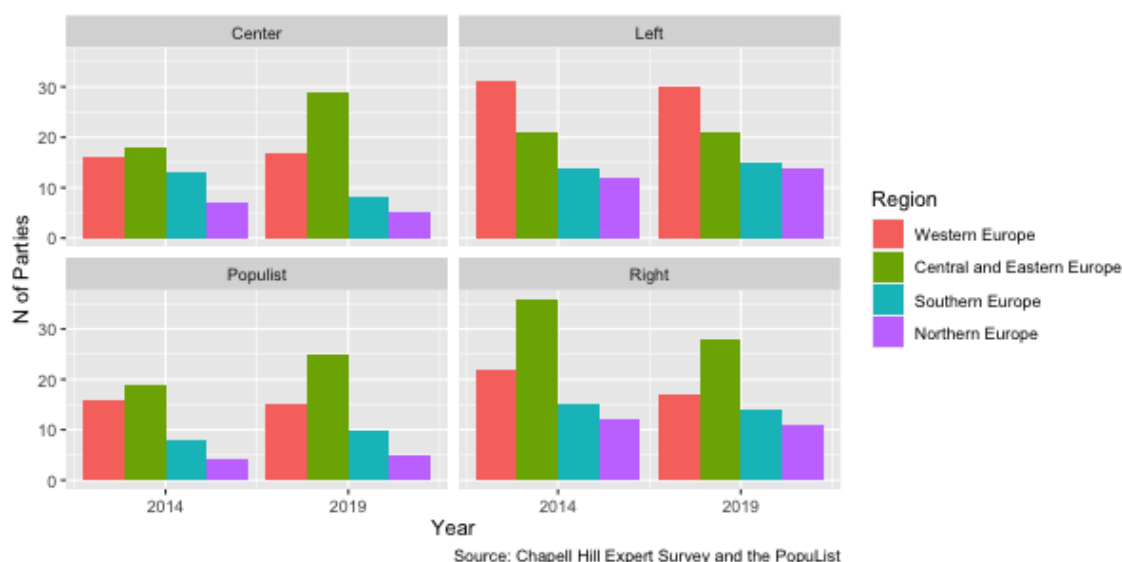 Center
Left
30
20
10
0
Populist
Right
30
20
10
0
2014
2019
2014
2019
N of Parties
Year
Region
Western Europe
Central and Eastern Europe
Southern Europe
Northern Europe
Source: Chapell Hill Expert Survey and the PopuList